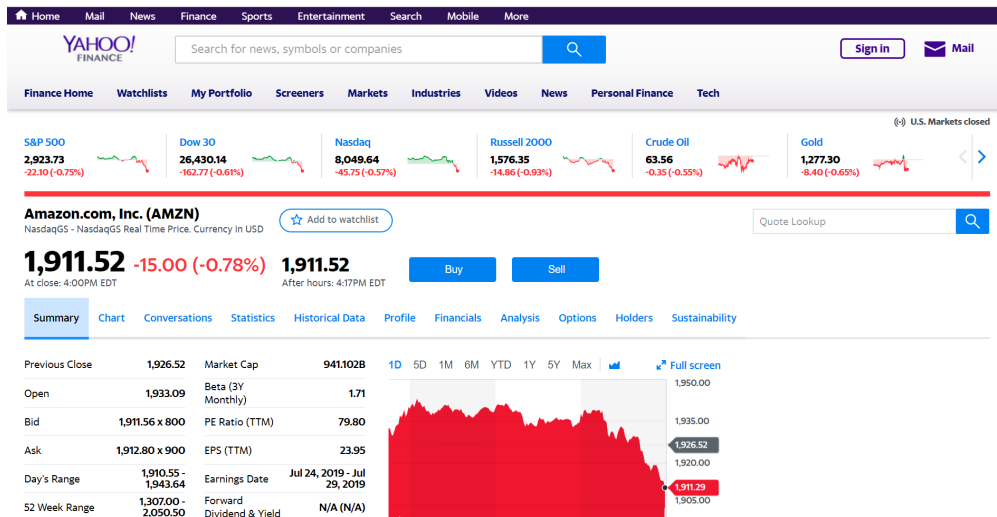 Home Mail News Finance Sports Entertainment Search Mobile More
YAHOO!
FINANCE
Search for news, symbols or companies
Sign in
Mail
Finance Home Watchlists My Portfolio Screeners Markets Industries Videos News Personal Finance Tech
U.S. Markets closed
S&P 500 Dow 30 Nasdaq Russell 2000 Crude Oil Gold
2,923.73 26,430.14 8,049.64 1,576.35 63.56 1,277.30
-22.10 (-0.75%) -162.77 (-0.61%) -45.75 (-0.57%) -14.86 (-0.93%) -0.35 (-0.55%) -8.40 (-0.65%)
Amazon.com, Inc. (AMZN)
NasdaqGS - NasdaqGS Real Time Price. Currency in USD
Add to watchlist
Quote Lookup
1,911.52 -15.00 (-0.78%) 1,911.52
At close: 4:00PM EDT After hours: 4:17PM EDT
Buy Sell
Summary Chart Conversations Statistics Historical Data Profile Financials Analysis Options Holders Sustainability
Previous Close 1,926.52
Open 1,933.09
Bid 1,911.56 x 800
Ask 1,912.80 x 900
Day's Range 1,910.55 -
1,943.64
52 Week Range 1,307.00 -
2,050.50
Market Cap 941.102B
Beta (3Y
Monthly) 1.71
PE Ratio (TTM) 79.80
EPS (TTM) 23.95
Earnings Date Jul 24, 2019 - Jul
29, 2019
Forward
Dividend & Yield N/A (N/A)
1D 5D 1M 6M YTD 1Y 5Y Max Full screen
1,950.00
1,935.00
1,926.52
1,920.00
1,911.29
1,905.00